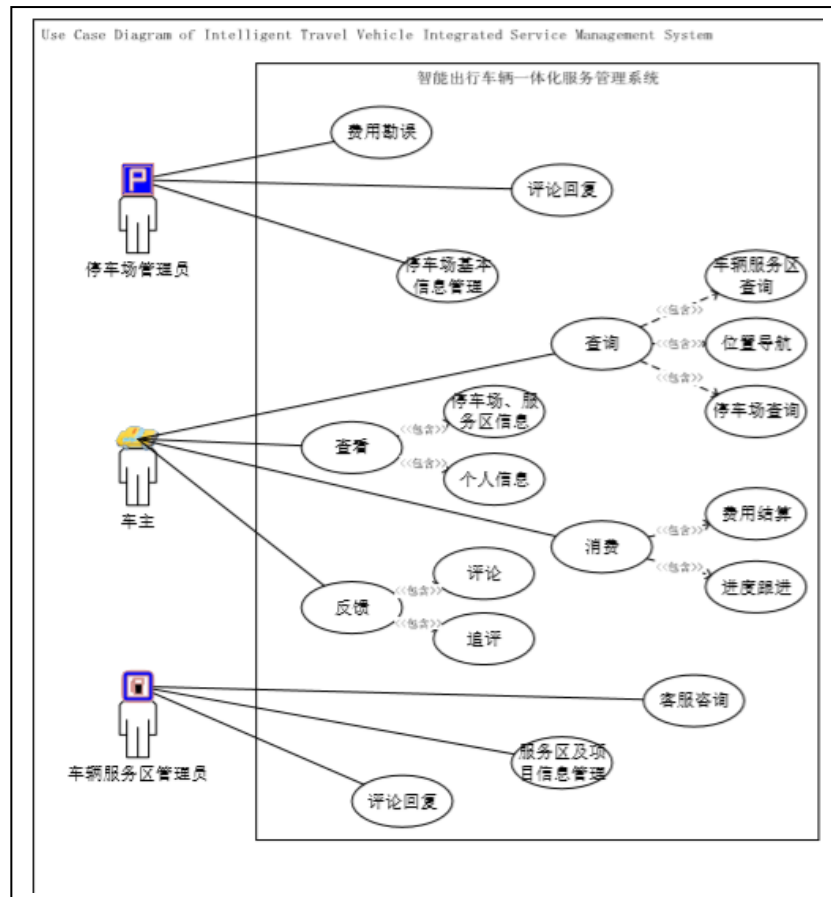 Use Case Diagram of Intelligent Travel Vehicle Integrated Service Management System
智能出行车辆一体化服务管理系统
费用勘误
评论回复
停车场管理员
停车场基本
信息管理
车辆服务区
查询
<<包含>>
查询
<<包含>>
位置导航
<<包含>>
停车场查询
停车场、服
务区信息
<<包含>>
查看
<<包含>>
个人信息
车主
费用结算
<<包含>>
消费
<<包含>>
进度跟进
评论
<<包含>>
反馈
<<包含>>
追评
客服咨询
车辆服务区管理员
服务区及项
目信息管理
评论回复